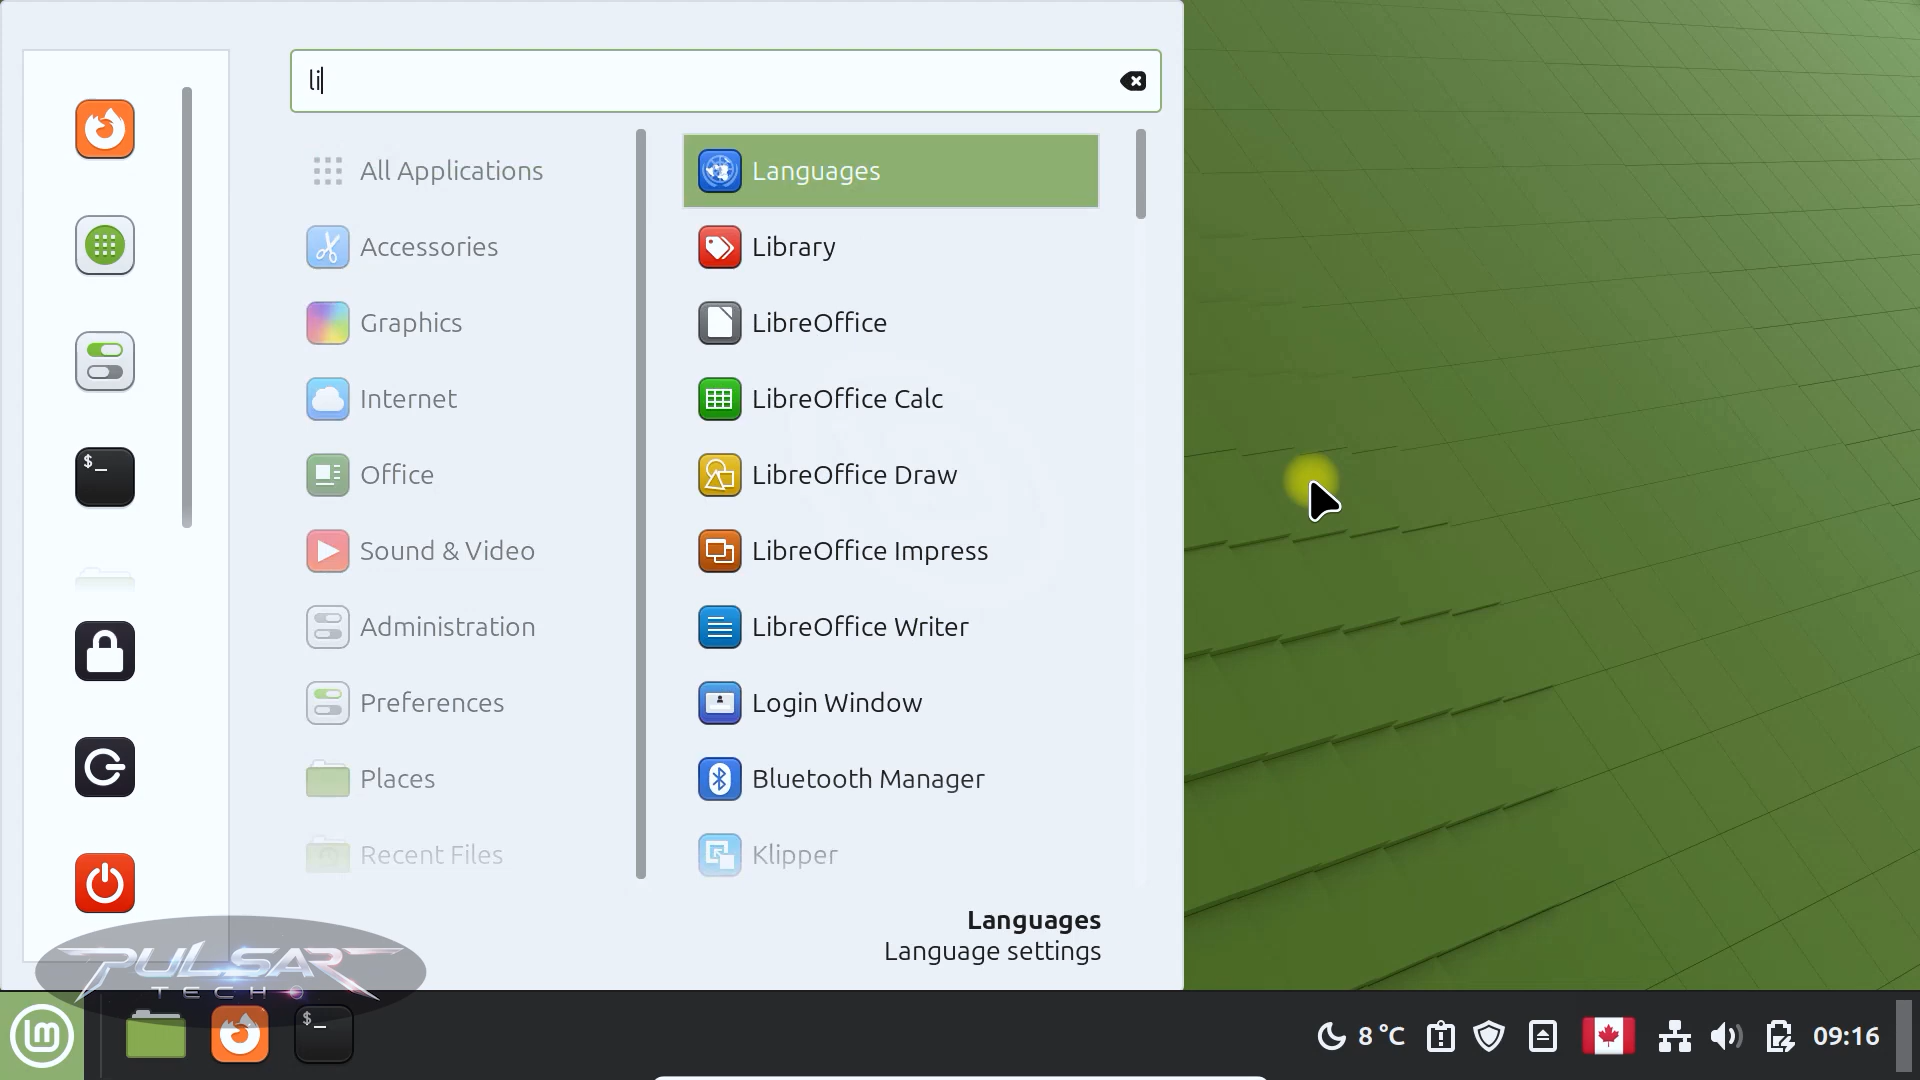 li
All Applications
Accessories
Graphics
Internet
Office
Sound & Video
Administration
Preferences
Places
Recent Files
Languages
Library
LibreOffice
LibreOffice Calc
LibreOffice Draw
LibreOffice Impress
LibreOffice Writer
Login Window
Bluetooth Manager
Klipper
Languages
Language settings
$_
PULSAR
TECH
$_
8 °C
09:16